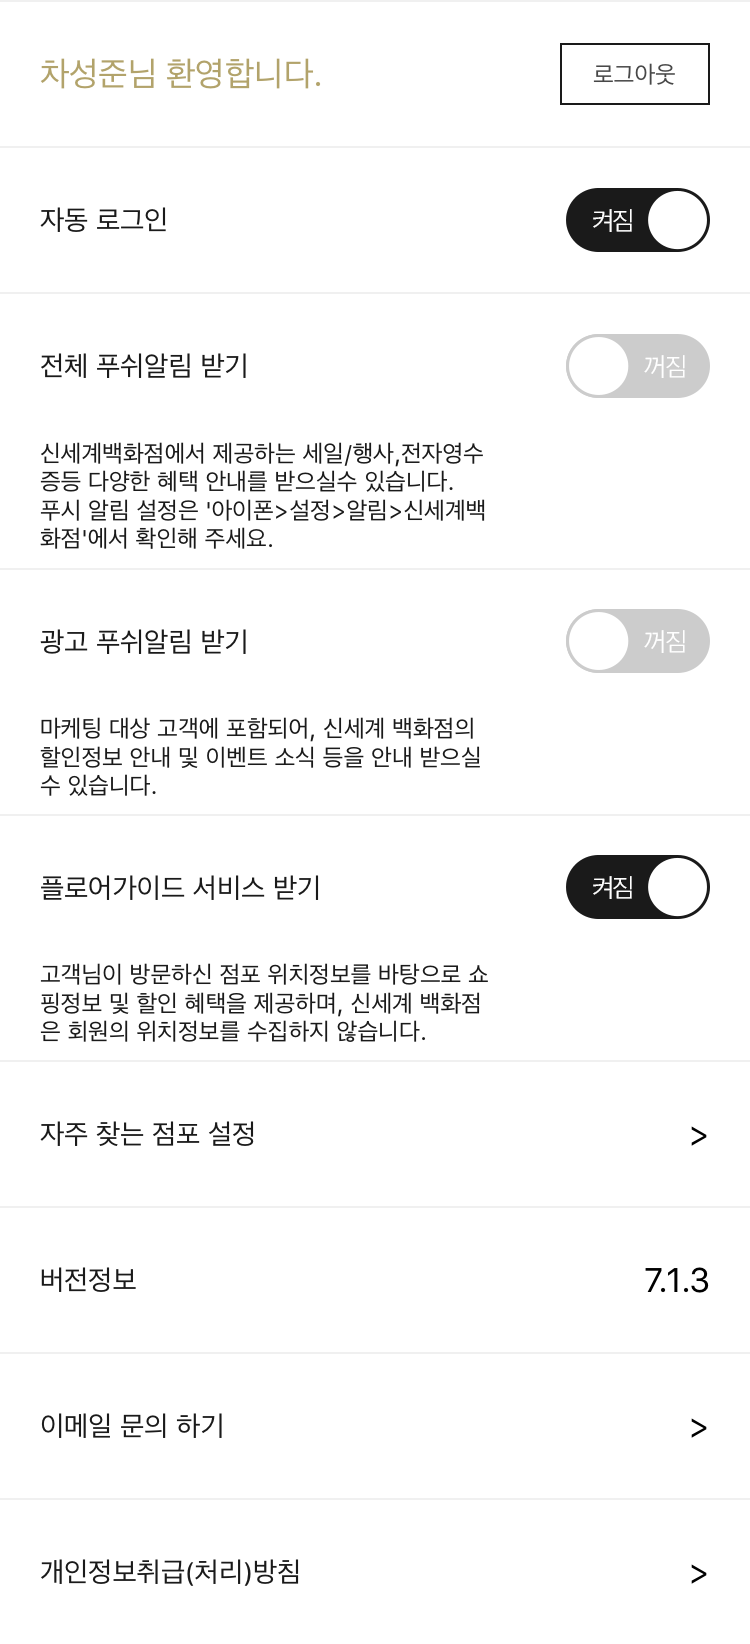 차성준님 환영합니다.
로그아웃
자동 로그인
켜짐
전체 푸쉬알림 받기
꺼짐
신세계백화점에서 제공하는 세일/행사,전자영수
증등 다양한 혜택 안내를 받으실수 있습니다.
푸시 알림 설정은 '아이폰>설정>알림>신세계백
화점'에서 확인해 주세요.
광고 푸쉬알림 받기
꺼짐
마케팅 대상 고객에 포함되어, 신세계 백화점의
할인정보 안내 및 이벤트 소식 등을 안내 받으실
수 있습니다.
플로어가이드 서비스 받기
켜짐
고객님이 방문하신 점포 위치정보를 바탕으로 쇼
핑정보 및 할인 혜택을 제공하며, 신세계 백화점
은 회원의 위치정보를 수집하지 않습니다.
자주 찾는 점포 설정
>
버전정보
7.1.3
이메일 문의 하기
>
개인정보취급(처리)방침
>